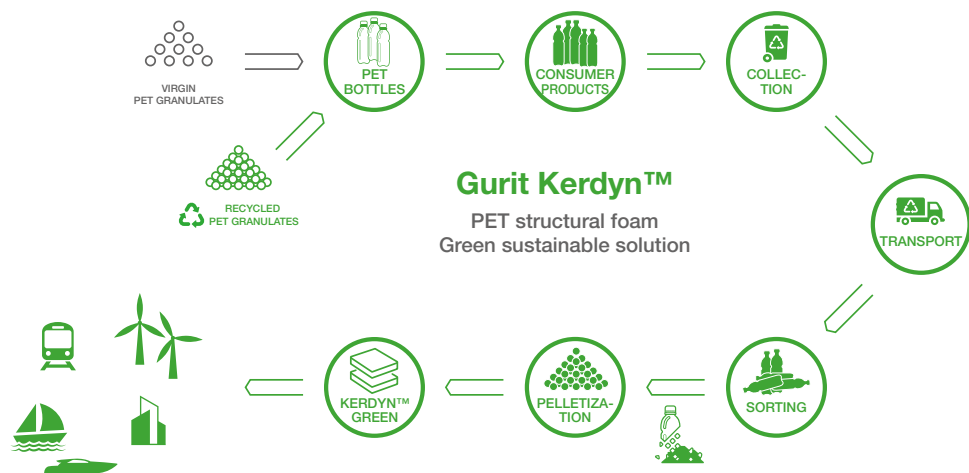 VIRGIN
PET GRANULATES
PET
BOTTLES
CONSUMER
PRODUCTS
COLLEC-
TION
RECYCLED
PET GRANULATES
Gurit Kerdyn™
PET structural foam
Green sustainable solution
TRANSPORT
KERDYN™
GREEN
PELLETIZA-
TION
SORTING